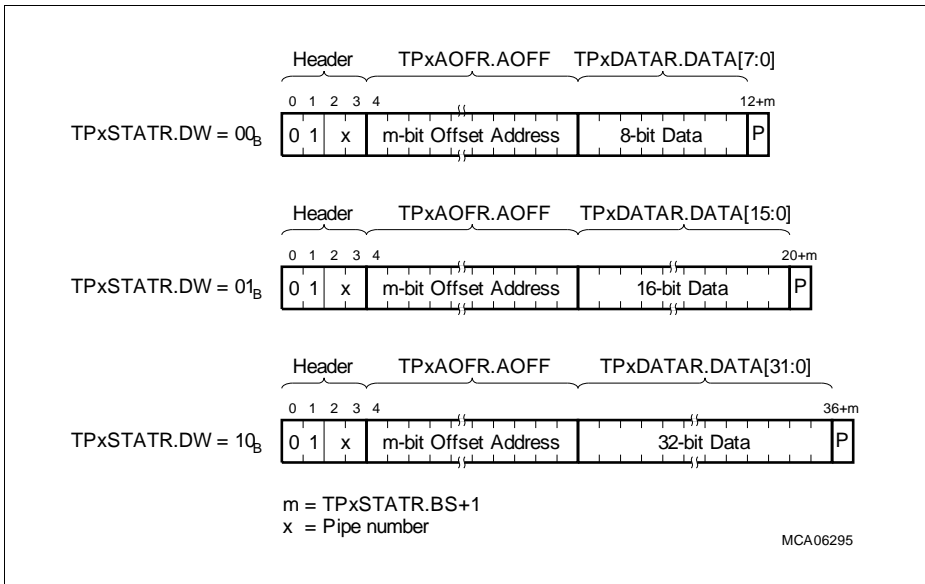 Header TPxAOFR.AOFF TPxDATAR.DATA[7:0]
0 1 2 3 4 12+m
TPxSTATR.DW = 00B 0 1 x m-bit Offset Address 8-bit Data P
Header TPxAOFR.AOFF TPxDATAR.DATA[15:0]
0 1 2 3 4 20+m
TPxSTATR.DW = 01B 0 1 x m-bit Offset Address 16-bit Data P
Header TPxAOFR.AOFF TPxDATAR.DATA[31:0]
0 1 2 3 4 36+m
TPxSTATR.DW = 10B 0 1 x m-bit Offset Address 32-bit Data P
m = TPxSTATR.BS+1
x = Pipe number
MCA06295